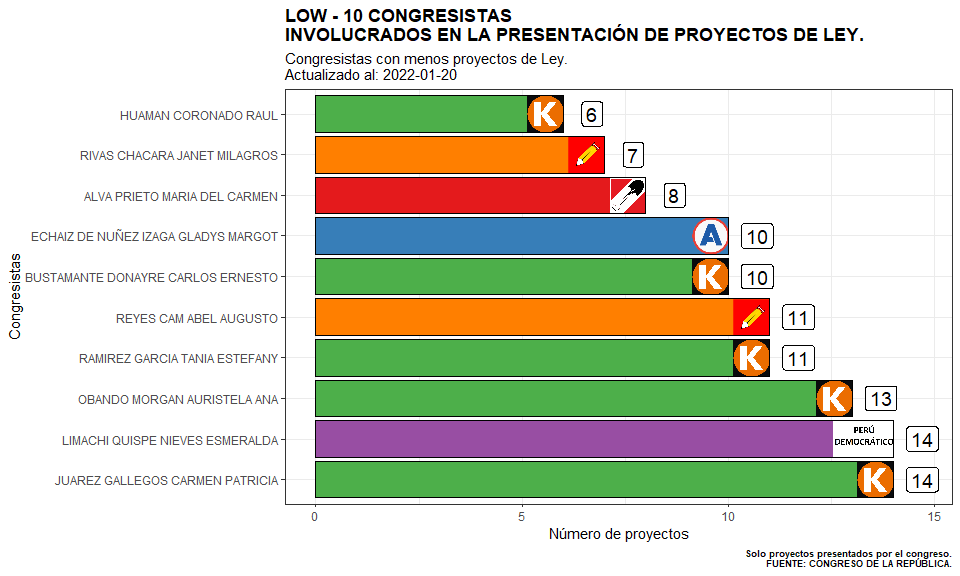 LOW - 10 CONGRESISTAS
INVOLUCRADOS EN LA PRESENTACIÓN DE PROYECTOS DE LEY.
Congresistas con menos proyectos de Ley.
Actualizado al: 2022-01-20
Congresistas
HUAMAN CORONADO RAUL K 6
RIVAS CHACARA JANET MILAGROS 7
ALVA PRIETO MARIA DEL CARMEN 8
ECHAIZ DE NUÑEZ IZAGA GLADYS MARGOT A 10
BUSTAMANTE DONAYRE CARLOS ERNESTO K 10
REYES CAM ABEL AUGUSTO 11
RAMIREZ GARCIA TANIA ESTEFANY K 11
OBANDO MORGAN AURISTELA ANA K 13
LIMACHI QUISPE NIEVES ESMERALDA PERÚ DEMOCRÁTICO 14
JUAREZ GALLEGOS CARMEN PATRICIA K 14
0 5 10 15
Número de proyectos
Solo proyectos presentados por el congreso.
FUENTE: CONGRESO DE LA REPÚBLICA.